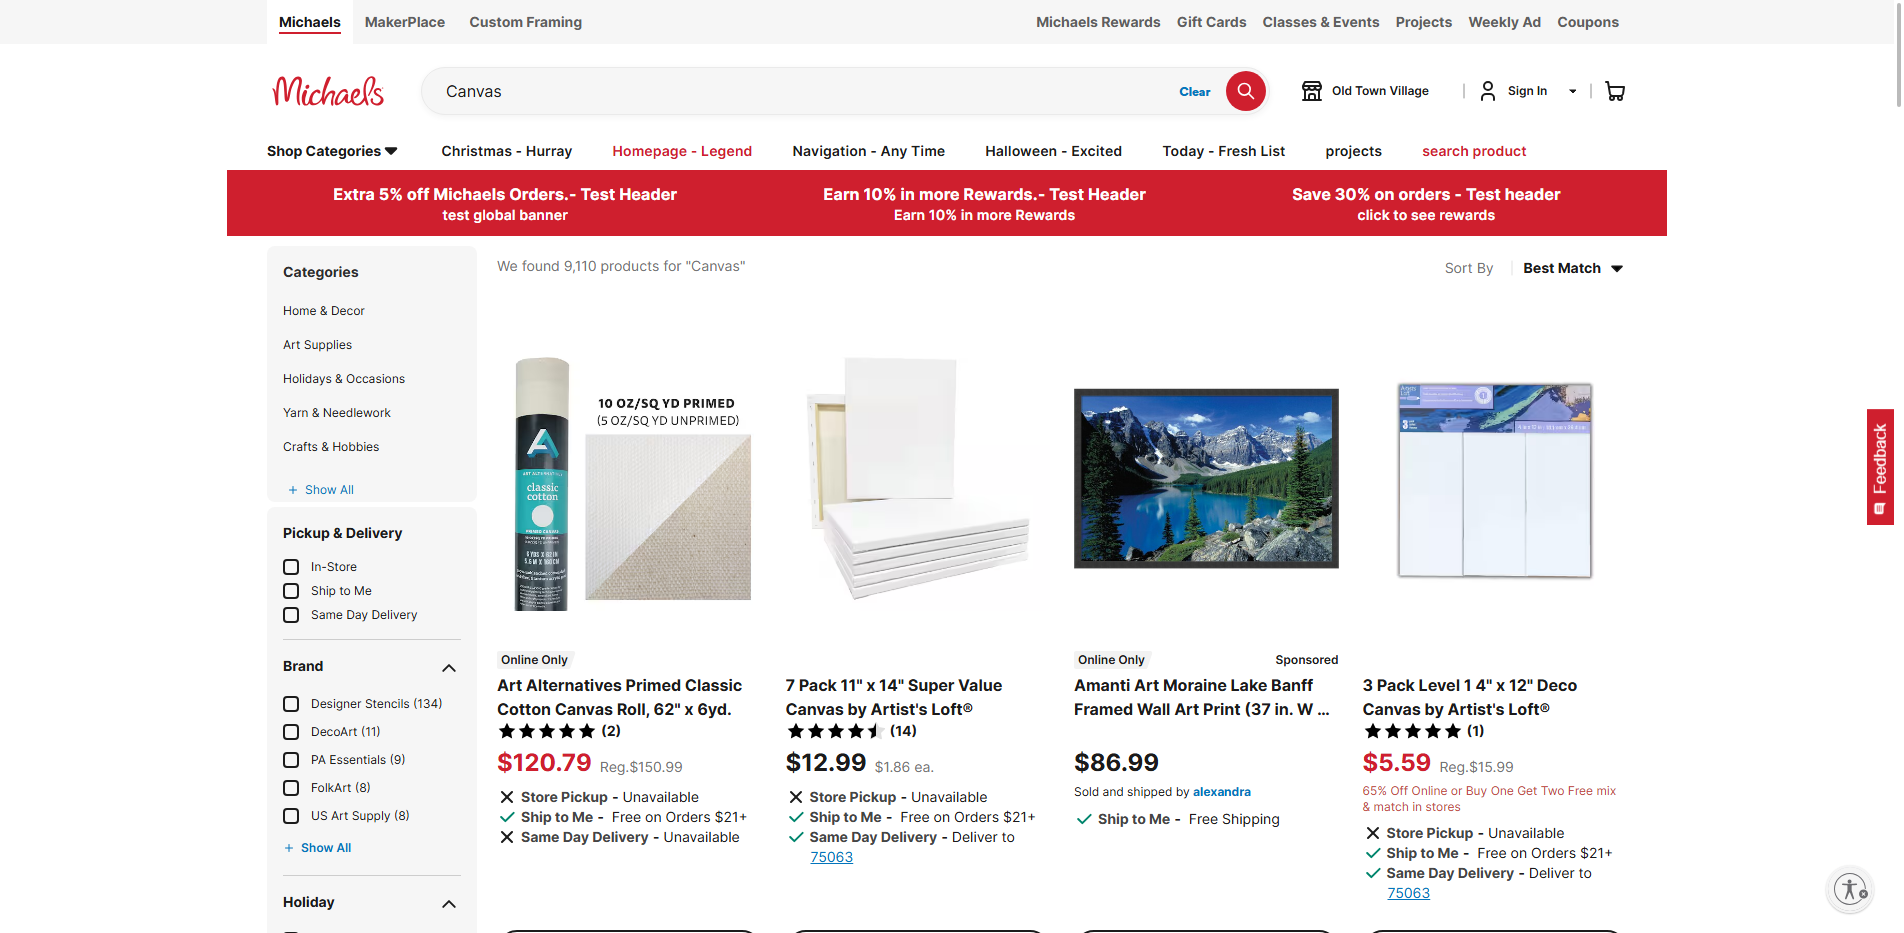 Michaels MakerPlace Custom Framing Michaels Rewards Gift Cards Classes & Events Projects Weekly Ad Coupons
Michaels Canvas Clear Old Town Village Sign In
Shop Categories Christmas - Hurray Homepage - Legend Navigation - Any Time Halloween - Excited Today - Fresh List projects search product
Extra 5% off Michaels Orders.- Test Header
test global banner
Earn 10% in more Rewards.- Test Header
Earn 10% in more Rewards
Save 30% on orders - Test header
click to see rewards
Categories
Home & Decor
Art Supplies
Holidays & Occasions
Yarn & Needlework
Crafts & Hobbies
+ Show All
Pickup & Delivery
In-Store
Ship to Me
Same Day Delivery
Brand
Designer Stencils (134)
DecoArt (11)
PA Essentials (9)
FolkArt (8)
US Art Supply (8)
+ Show All
Holiday
We found 9,110 products for "Canvas"
Sort By Best Match
10 OZ/SQ YD PRIMED
(5 OZ/SQ YD UNPRIMED)
classic
cotton
Online Only
Art Alternatives Primed Classic
Cotton Canvas Roll, 62" x 6yd.
(2)
$120.79 Reg.$150.99
Store Pickup - Unavailable
Ship to Me - Free on Orders $21+
Same Day Delivery - Unavailable
7 Pack 11" x 14" Super Value
Canvas by Artist's Loft®
(14)
$12.99 $1.86 ea.
Store Pickup - Unavailable
Ship to Me - Free on Orders $21+
Same Day Delivery - Deliver to
75063
Online Only Sponsored
Amanti Art Moraine Lake Banff
Framed Wall Art Print (37 in. W ...
$86.99
Sold and shipped by alexandra
Ship to Me - Free Shipping
3 Pack Level 1 4" x 12" Deco
Canvas by Artist's Loft®
(1)
$5.59 Reg.$15.99
65% Off Online or Buy One Get Two Free mix
& match in stores
Store Pickup - Unavailable
Ship to Me - Free on Orders $21+
Same Day Delivery - Deliver to
75063
Feedback